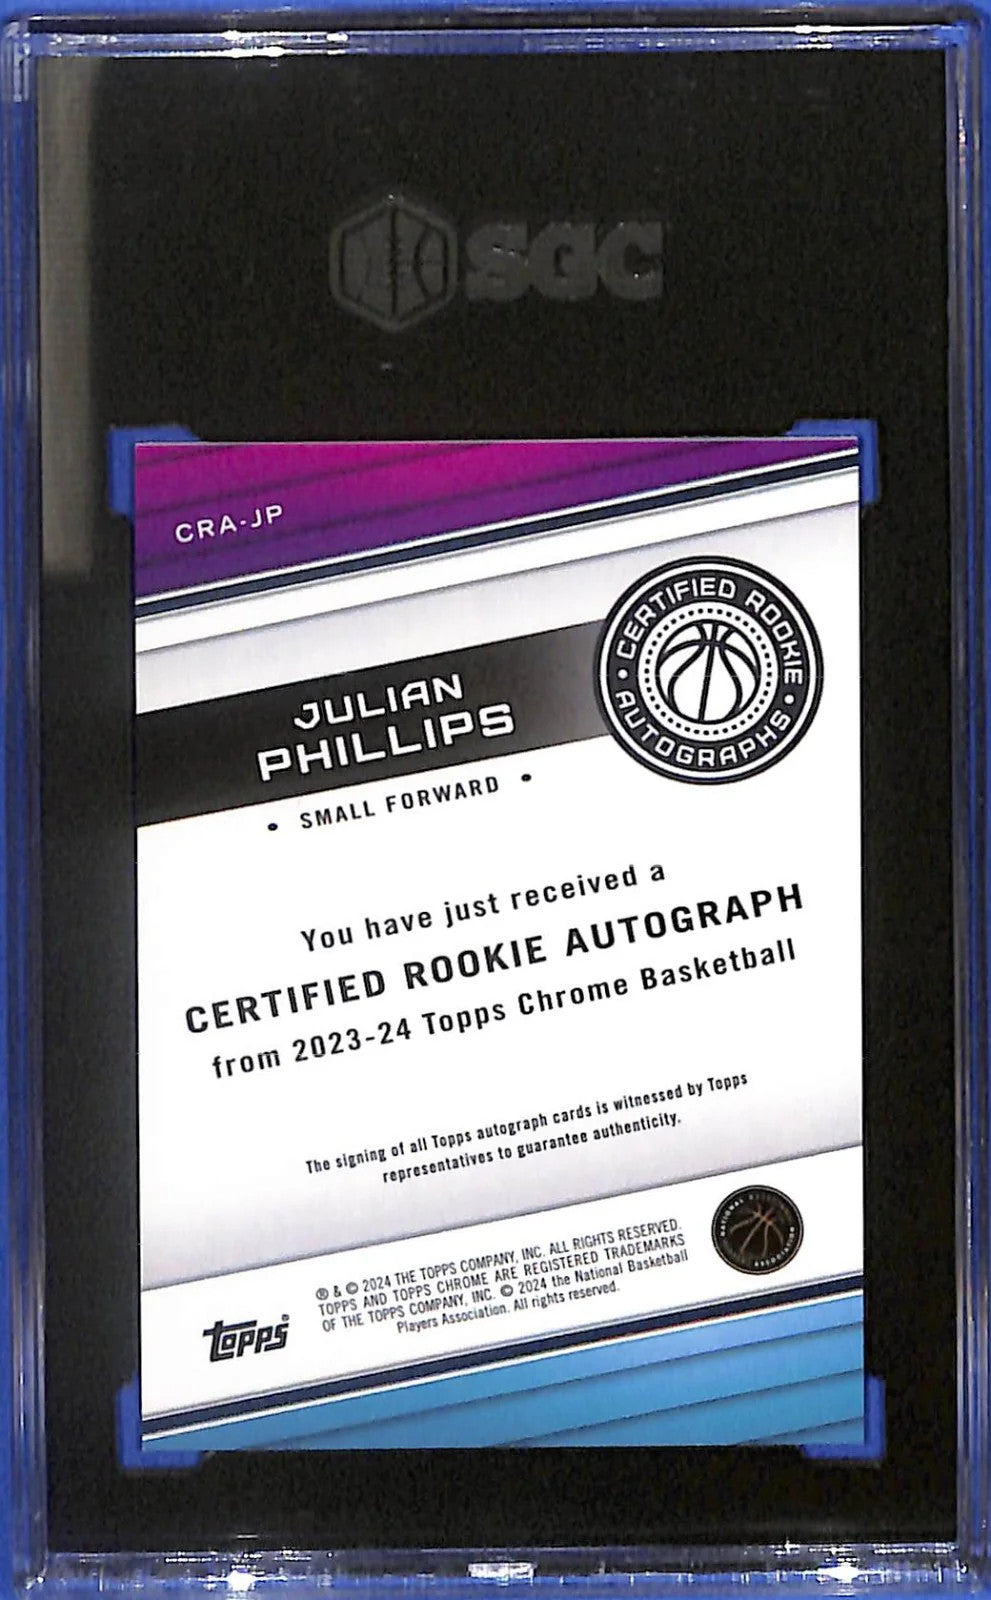 SGC
CRA-JP
CERTIFIED ROOKIE
• AUTOGRAPHS •
JULIAN
PHILLIPS
• SMALL FORWARD •
You have just received a
CERTIFIED ROOKIE AUTOGRAPH
from 2023-24 Topps Chrome Basketball
The signing of all Topps autograph cards is witnessed by Topps
representatives to guarantee authenticity.
® & © 2024 THE TOPPS COMPANY, INC. ALL RIGHTS RESERVED.
TOPPS AND TOPPS CHROME ARE REGISTERED TRADEMARKS
OF THE TOPPS COMPANY, INC. © 2024 the National Basketball
Players Association. All rights reserved.
topps®
NATIONAL BASKETBALL
ASSOCIATION